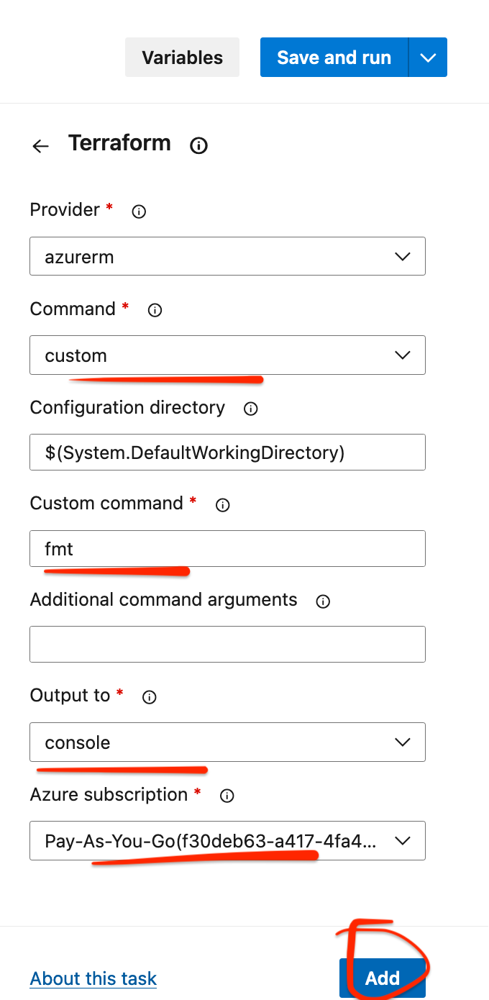 Variables
Save and run
Terraform
Provider *
azurerm
Command *
custom
Configuration directory
$(System.DefaultWorkingDirectory)
Custom command *
fmt
Additional command arguments
Output to *
console
Azure subscription *
Pay-As-You-Go(f30deb63-a417-4fa4...
About this task
Add